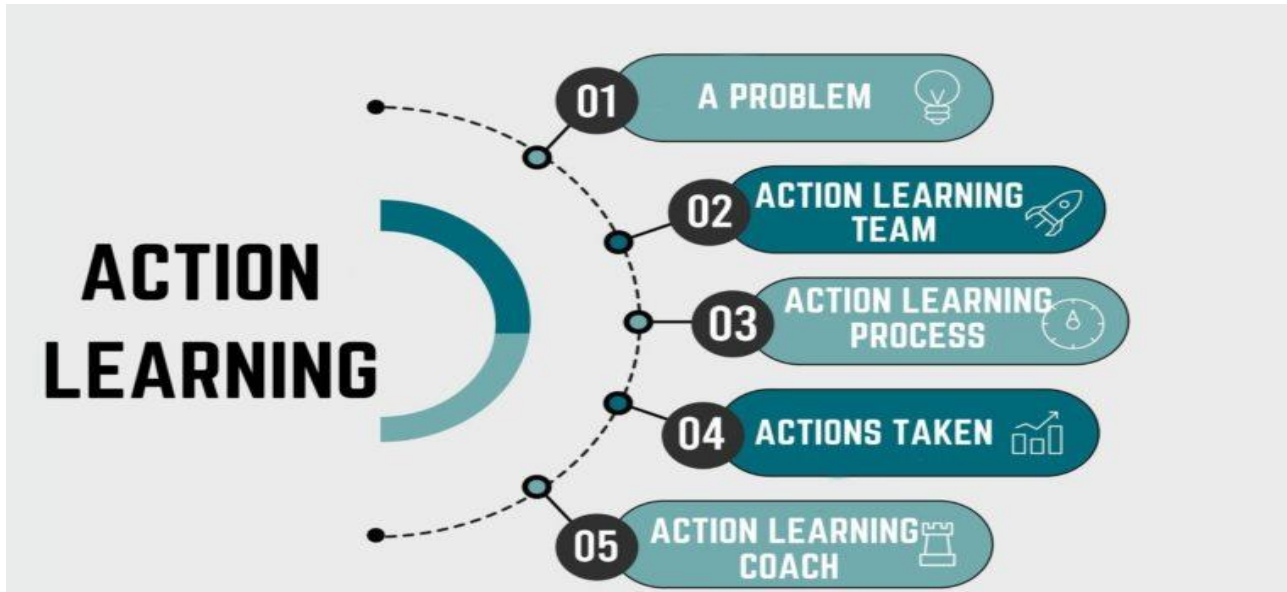 ACTION
LEARNING
01
A PROBLEM
02
ACTION LEARNING
TEAM
03
ACTION LEARNING
PROCESS
04
ACTIONS TAKEN
05
ACTION LEARNING
COACH